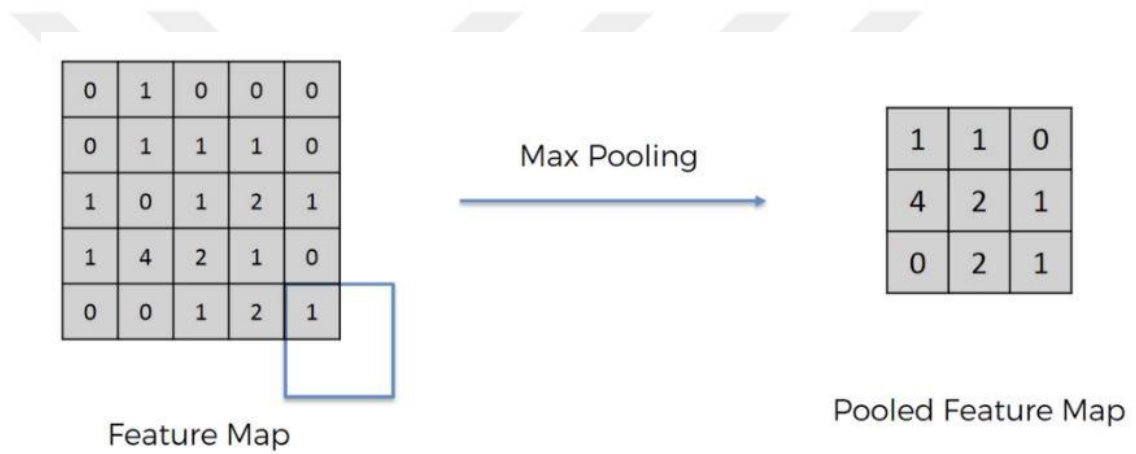 0 1 0 0 0
0 1 1 1 0
1 0 1 2 1
1 4 2 1 0
0 0 1 2 1
Feature Map
Max Pooling
1 1 0
4 2 1
0 2 1
Pooled Feature Map